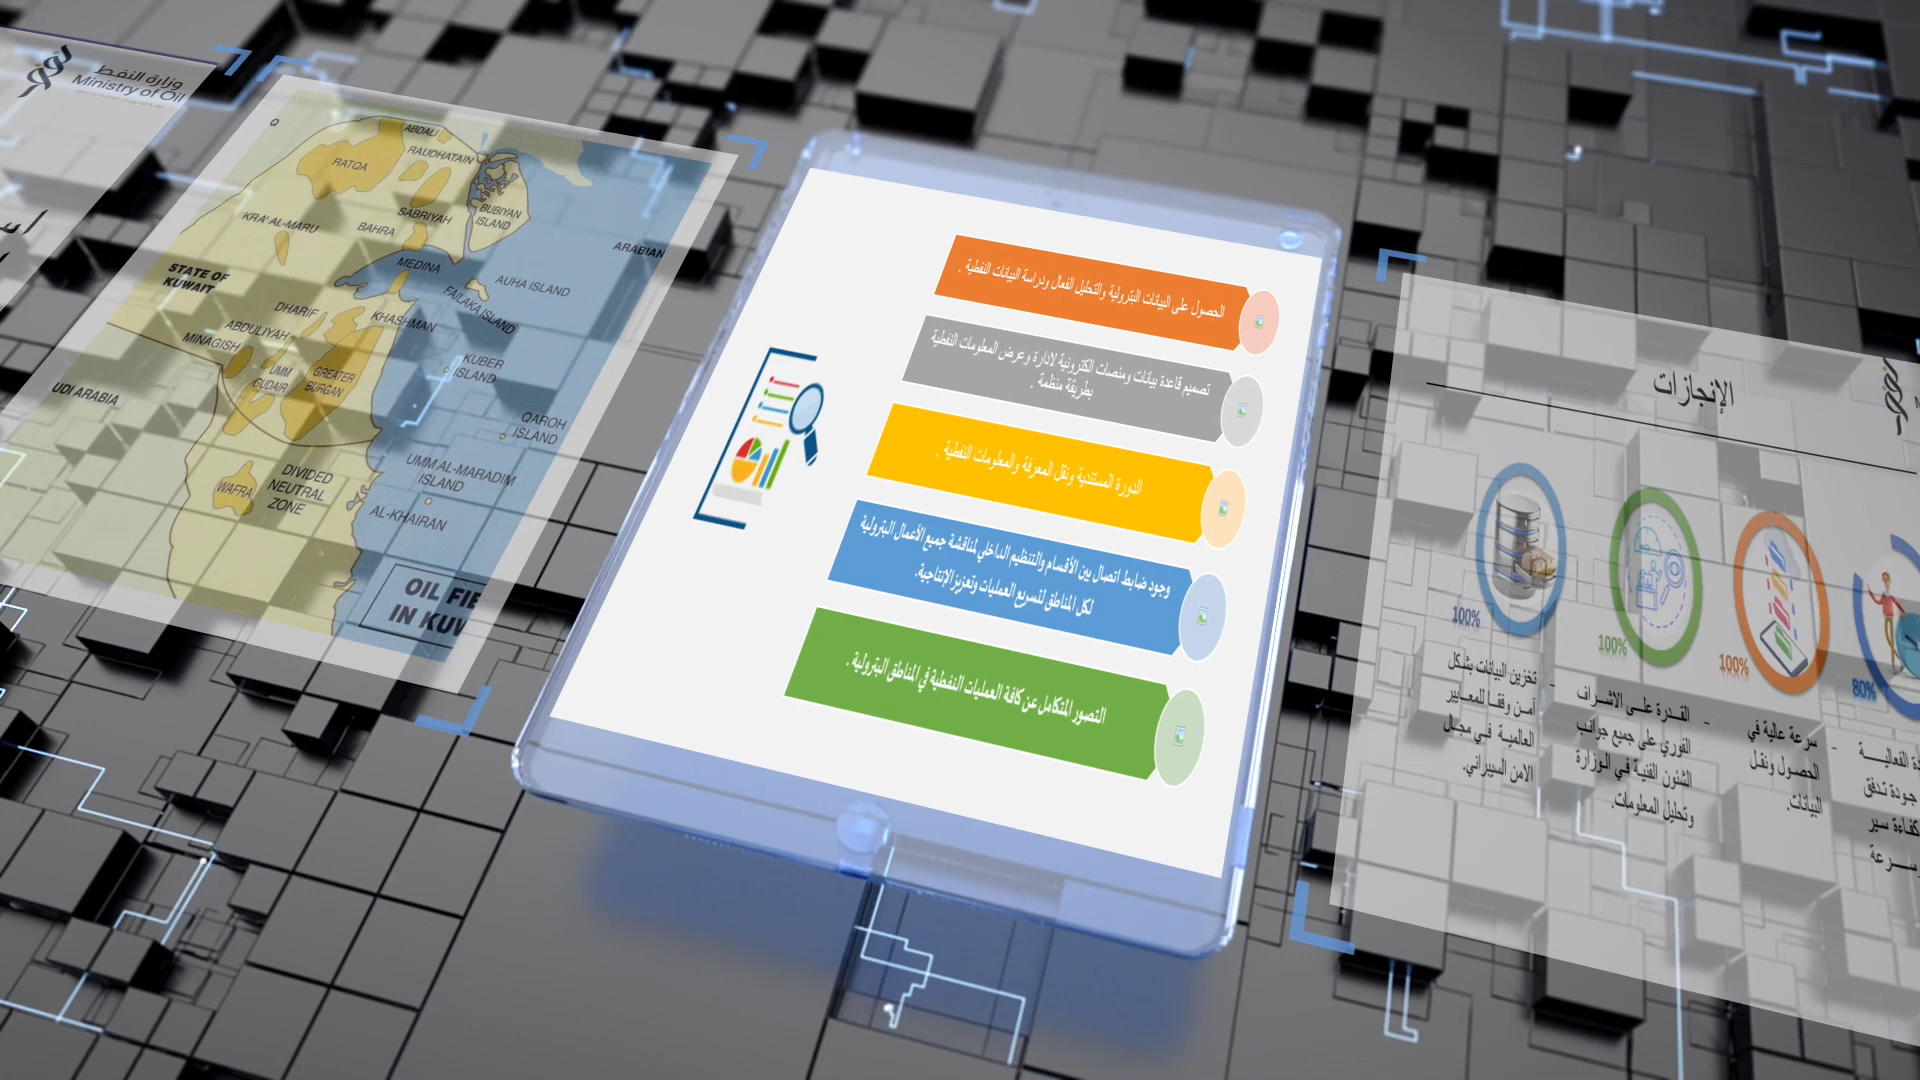 وزارة النفط
Ministry of Oil
ABDALI
RATQA
RAUDHATAIN
BUBIYAN
ISLAND
SABRIYAH
KRA' AL-MARU
BAHRA
ARABIAN
MEDINA
STATE OF
KUWAIT
AUHA ISLAND
FAILAKA ISLAND
DHARIF
KHASHMAN
ABDULIYAH
MINAGISH
KUBER
ISLAND
UMM
GUDAIR
GREATER
BURGAN
UDI ARABIA
QAROH
ISLAND
UMM AL-MARADIM
ISLAND
DIVIDED
NEUTRAL
ZONE
WAFRA
AL-KHAIRAN
OIL FIE
IN KUW
الحصول على البيانات البترولية والتحليل الفعال ودراسة البيانات النفطية .
تصميم قاعدة بيانات ومنصات الكترونية لادارة وعرض المعلومات النفطية
بطريقة منظمة .
الدورة المستندية ونقل المعرفة والمعلومات النفطية .
وجود ضابط اتصال بين الأقسام والتنظيم الداخلي لمناقشة جميع الأعمال البترولية
لكل المناطق لتسريع العمليات وتعزيز الإنتاجية.
التصور المتكامل عن كافة العمليات النفطية في المناطق البترولية .
الإنجازات
100%
100%
100%
80%
تخزين البيانات بشكل
آمن وفقا للمعايير
العالمية في مجال
الامن السيبراني.
- القدرة على الاشراف
الفوري على جميع جوانب
الشئون الفنية في الوزارة
وتحليل المعلومات.
- سرعة عالية في
الحصول ونقل
البيانات.
الفعالية
جودة تدفق
كفاءة سير
سرعة